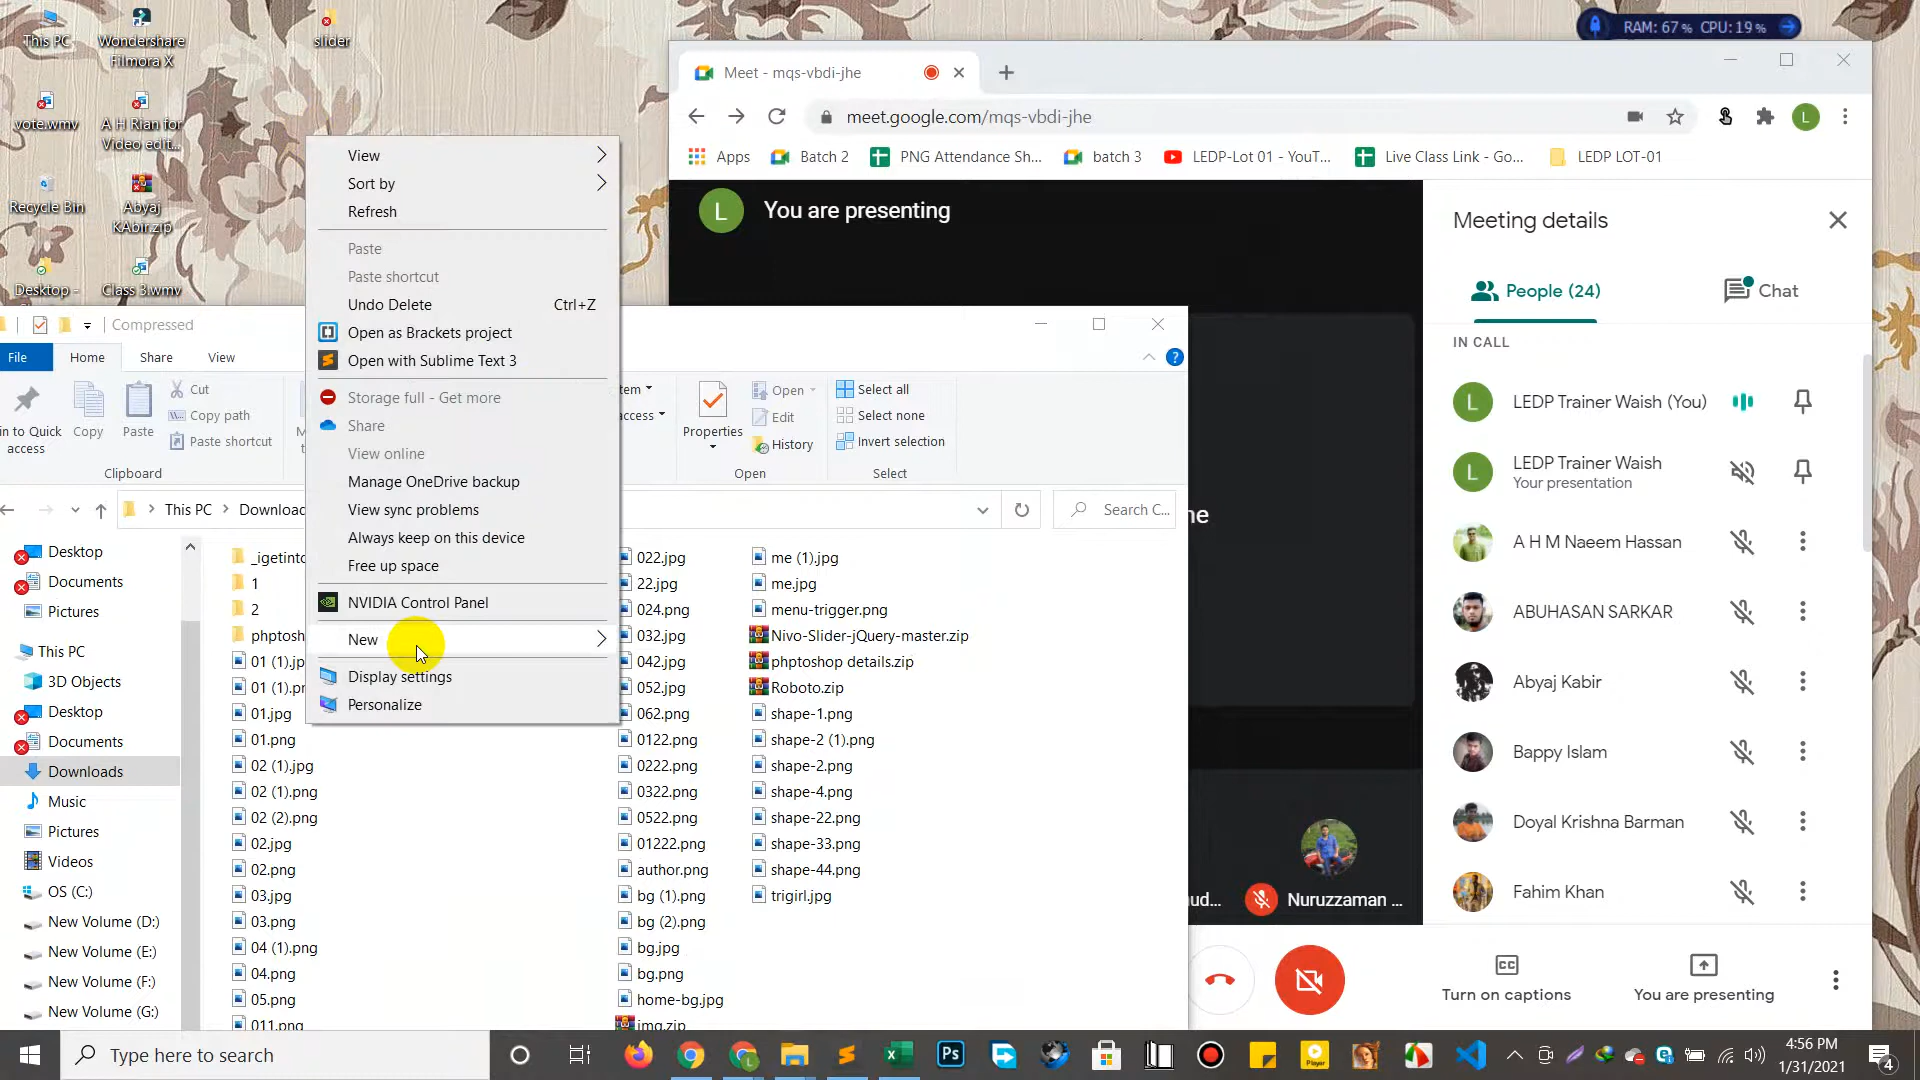 This PC
Wondershare
Filmora X
slider
vote.wmv
A H Rian for
Video edit...
Recycle Bin
Abyaj
KAbir.zip
Desktop -
Class 3.wmv
RAM: 67% CPU: 19%
Meet - mqs-vbdi-jhe
meet.google.com/mqs-vbdi-jhe
L
Apps
Batch 2
PNG Attendance Sh...
batch 3
LEDP-Lot 01 - YouT...
Live Class Link - Go...
LEDP LOT-01
L
You are presenting
Meeting details
People (24)
Chat
IN CALL
L
LEDP Trainer Waish (You)
L
LEDP Trainer Waish
Your presentation
A H M Naeem Hassan
ABUHASAN SARKAR
Abyaj Kabir
Bappy Islam
Doyal Krishna Barman
Fahim Khan
Nuruzzaman ...
CC
Turn on captions
You are presenting
View
Sort by
Refresh
Paste
Paste shortcut
Undo Delete Ctrl+Z
Open as Brackets project
Open with Sublime Text 3
Storage full - Get more
Share
View online
Manage OneDrive backup
View sync problems
Always keep on this device
Free up space
NVIDIA Control Panel
New
Display settings
Personalize
Compressed
File
Home
Share
View
in to Quick
access
Copy
Paste
Cut
Copy path
Paste shortcut
Clipboard
Properties
Open
Edit
History
Open
Select all
Select none
Invert selection
Select
This PC
Search C...
Desktop
Documents
Pictures
This PC
3D Objects
Desktop
Documents
Downloads
Music
Pictures
Videos
OS (C:)
New Volume (D:)
New Volume (E:)
New Volume (F:)
New Volume (G:)
1
2
01.jpg
01.png
02 (1).jpg
02 (1).png
02 (2).png
02.jpg
02.png
03.jpg
03.png
04 (1).png
04.png
05.png
011.png
022.jpg
22.jpg
024.png
032.jpg
042.jpg
052.jpg
062.png
0122.png
0222.png
0322.png
0522.png
01222.png
author.png
bg (1).png
bg (2).png
bg.jpg
bg.png
home-bg.jpg
img.zip
me (1).jpg
me.jpg
menu-trigger.png
Nivo-Slider-jQuery-master.zip
phptoshop details.zip
Roboto.zip
shape-1.png
shape-2 (1).png
shape-2.png
shape-4.png
shape-22.png
shape-33.png
shape-44.png
trigirl.jpg
Type here to search
Ps
4:56 PM
1/31/2021
4